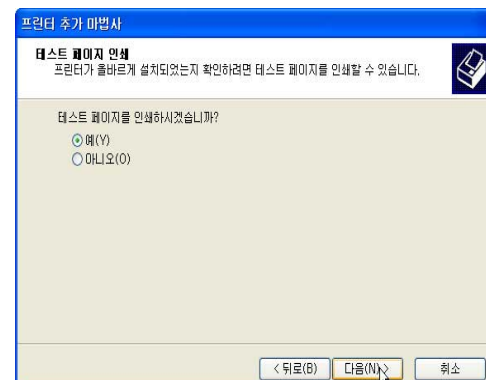 프린터 추가 마법사
테스트 페이지 인쇄
프린터가 올바르게 설치되었는지 확인하려면 테스트 페이지를 인쇄할 수 있습니다.
테스트 페이지를 인쇄하시겠습니까?
예(Y)
아니오(O)
< 뒤로(B) 다음(N) > 취소